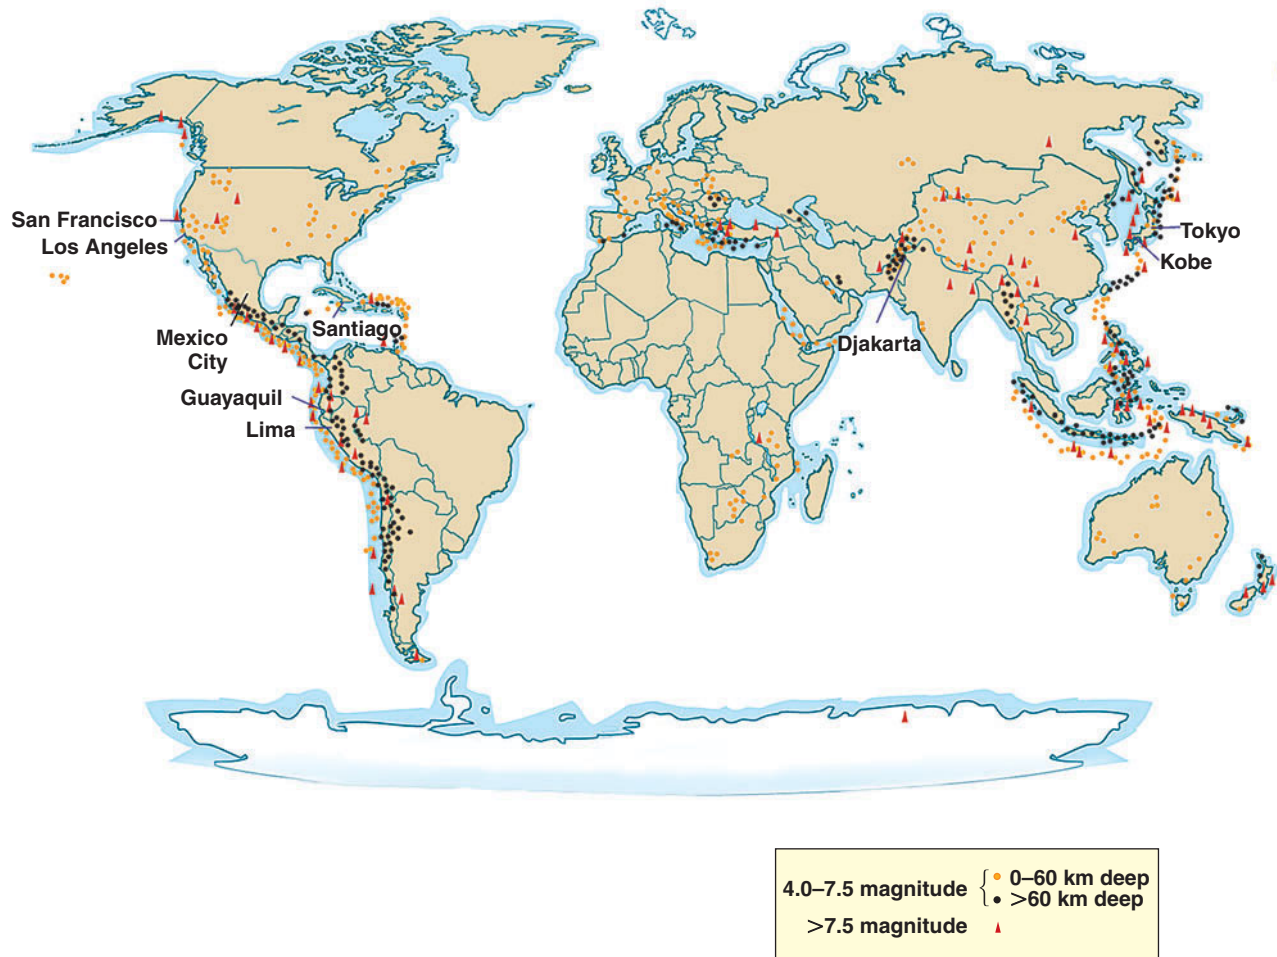 San Francisco
Los Angeles
Tokyo
Kobe
Mexico
City
Santiago
Djakarta
Guayaquil
Lima
4.0–7.5 magnitude
0–60 km deep
>60 km deep
>7.5 magnitude